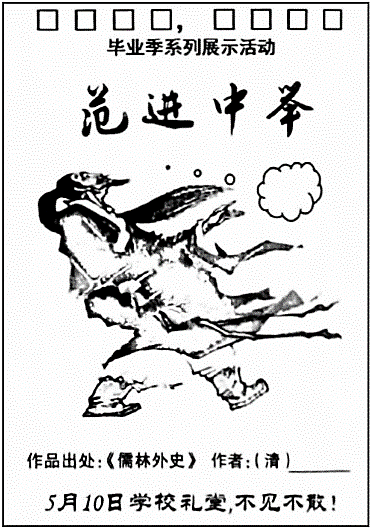 □□□□，□□□□
毕业季系列展示活动
范进中举
作品出处：《儒林外史》 作者：（清）______
5月10日学校礼堂，不见不散！